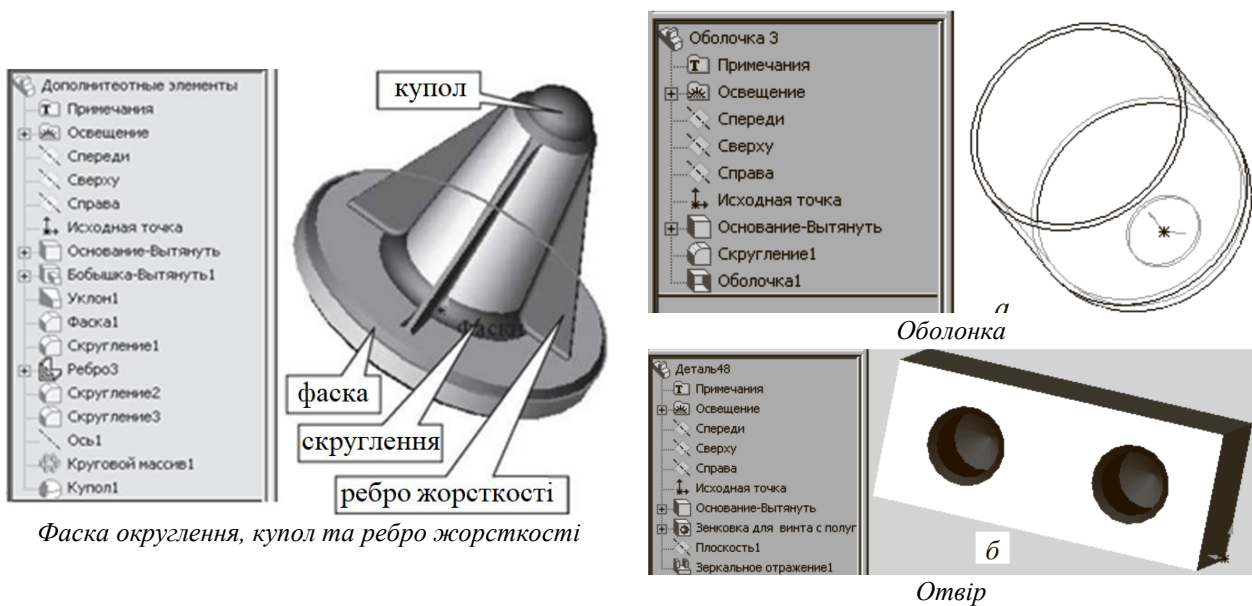 Дополнитеотные элементы
Примечания
Освещение
Спереди
Сверху
Справа
Исходная точка
Основание-Вытянуть
Бобышка-Вытянуть1
Уклон1
Фаска1
Скругление1
Ребро3
Скругление2
Скругление3
Ось1
Круговой массив1
Купол1
купол
Фаски
фаска
скруглення
ребро жорсткості
Фаска округлення, купол та ребро жорсткості
Оболочка 3
Примечания
Освещение
Спереди
Сверху
Справа
Исходная точка
Основание-Вытянуть
Скругление1
Оболочка1
а
Оболонка
Деталь48
Примечания
Освещение
Спереди
Сверху
Справа
Исходная точка
Основание-Вытянуть
Зенковка для винта с полуг
Плоскость1
Зеркальное отражение1
б
Отвір